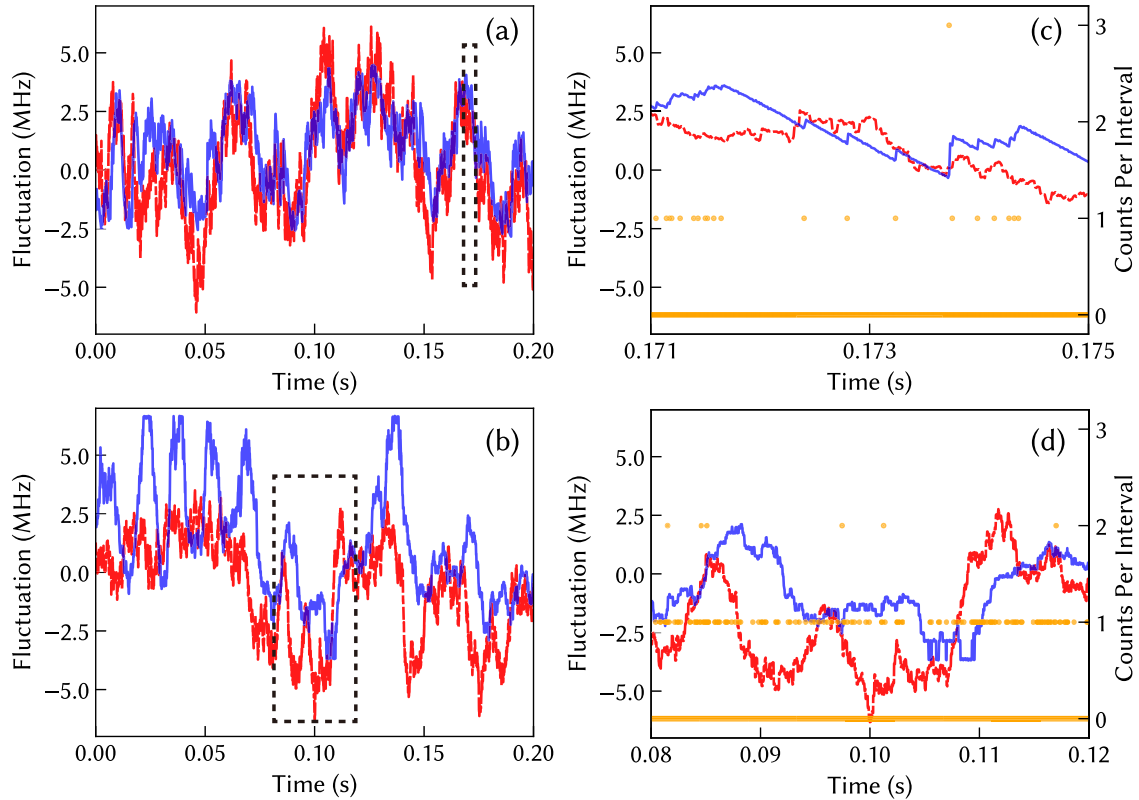 (a)
Fluctuation (MHz)
5.0
2.5
0.0
−2.5
−5.0
0.00 0.05 0.10 0.15 0.20
Time (s)
(c)
Fluctuation (MHz)
5.0
2.5
0.0
−2.5
−5.0
3
2
1
0
Counts Per Interval
0.171 0.173 0.175
Time (s)
(b)
Fluctuation (MHz)
5.0
2.5
0.0
−2.5
−5.0
0.00 0.05 0.10 0.15 0.20
Time (s)
(d)
Fluctuation (MHz)
5.0
2.5
0.0
−2.5
−5.0
3
2
1
0
Counts Per Interval
0.08 0.09 0.10 0.11 0.12
Time (s)